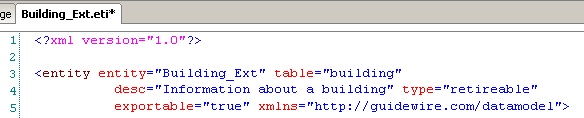 ge Building_Ext.eti*
1 <?xml version="1.0"?>
2
3 <entity entity="Building_Ext" table="building"
4 desc="Information about a building" type="retireable"
5 exportable="true" xmlns="http://guidewire.com/datamodel">